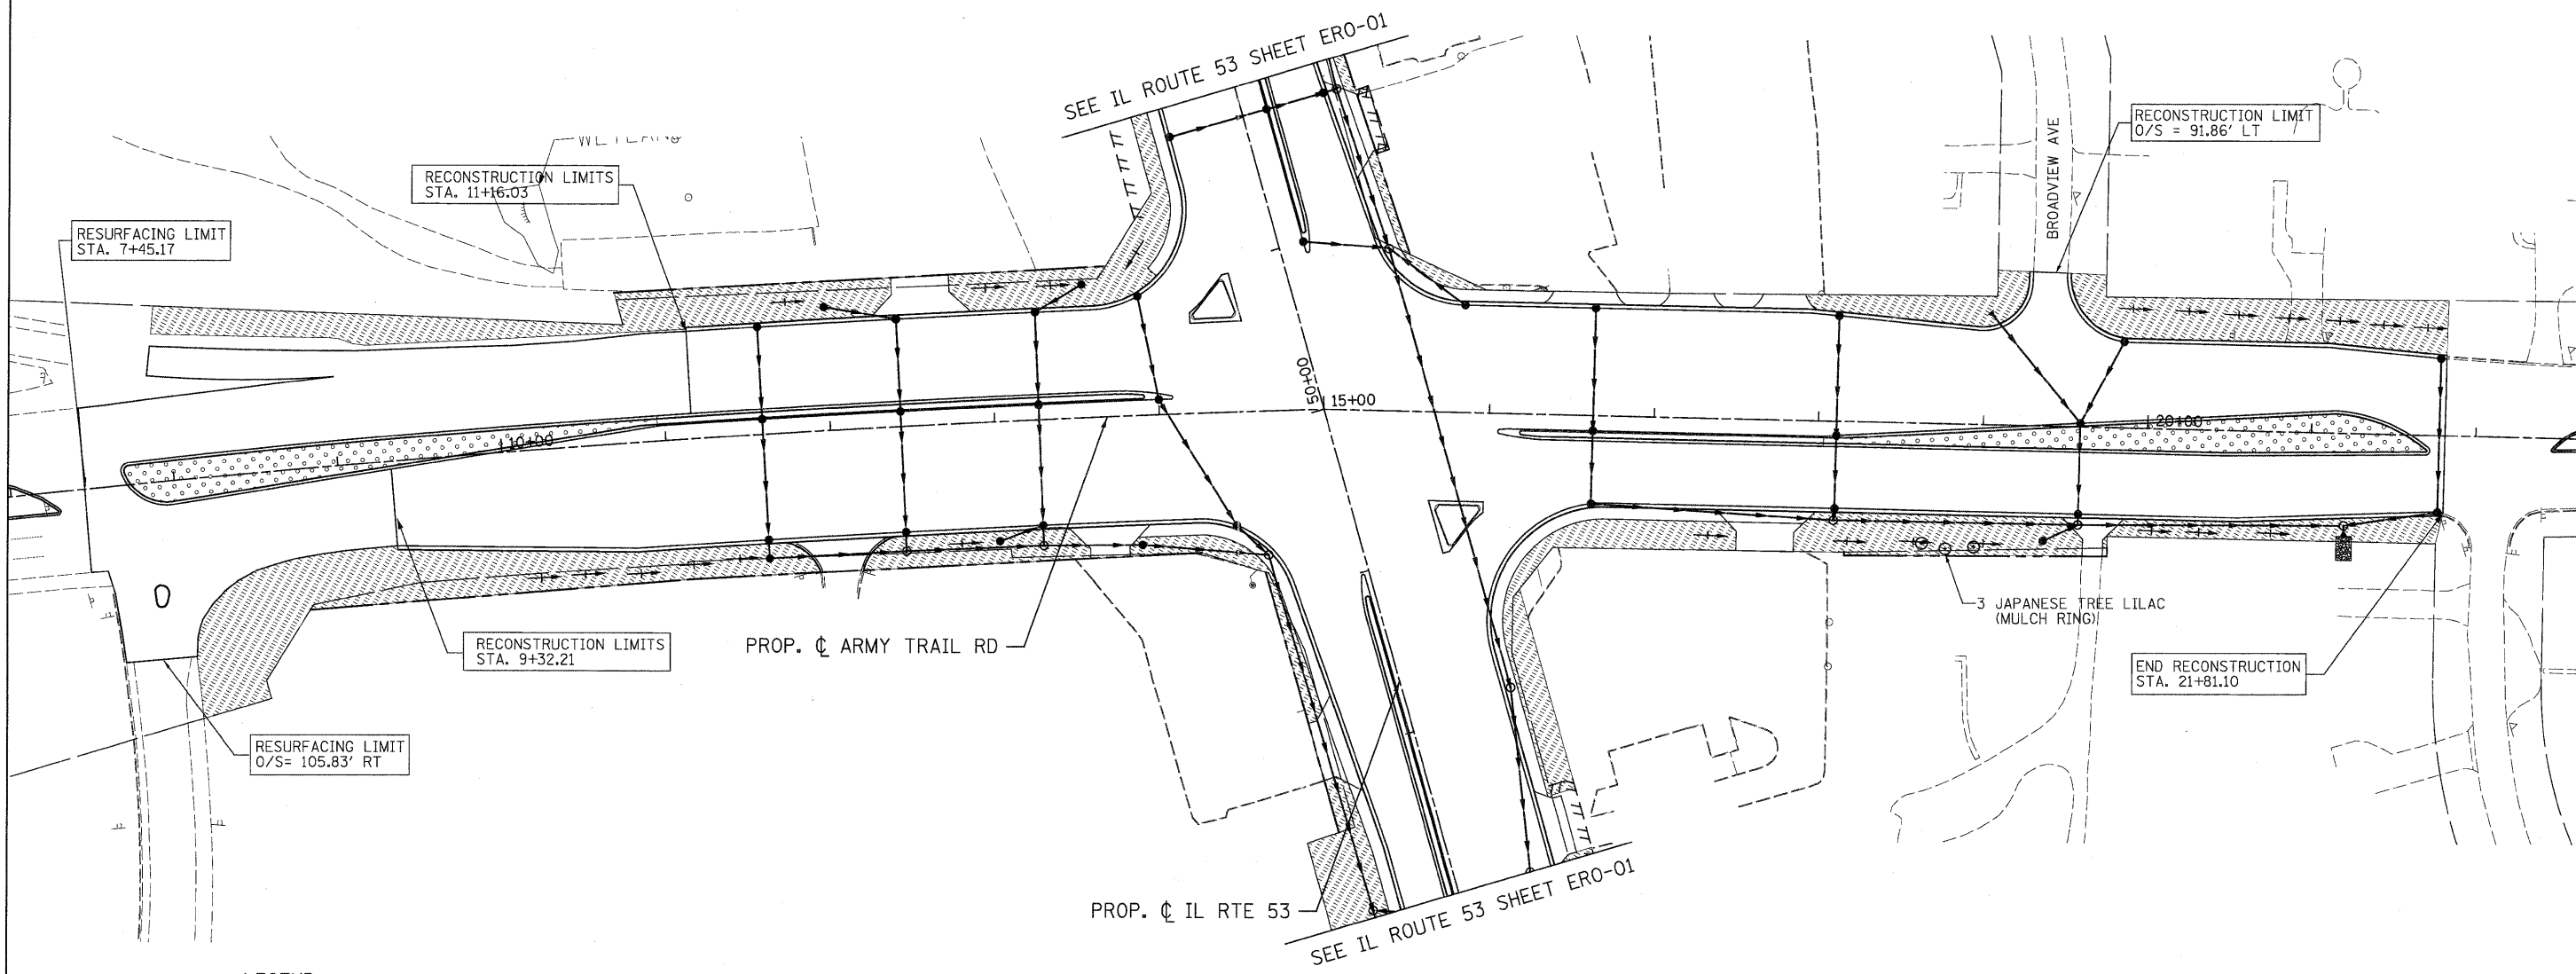 SEE IL ROUTE 53 SHEET ERO-01
WETLAND
RECONSTRUCTION LIMITS
STA. 11+16.03
RESURFACING LIMIT
STA. 7+45.17
RECONSTRUCTION LIMIT
O/S = 91.86' LT
BROADVIEW AVE
10+00
50+00
15+00
20+00
3 JAPANESE TREE LILAC
(MULCH RING)
RECONSTRUCTION LIMITS
STA. 9+32.21
PROP. ℄ ARMY TRAIL RD
END RECONSTRUCTION
STA. 21+81.10
RESURFACING LIMIT
O/S= 105.83' RT
PROP. ℄ IL RTE 53
SEE IL ROUTE 53 SHEET ERO-01